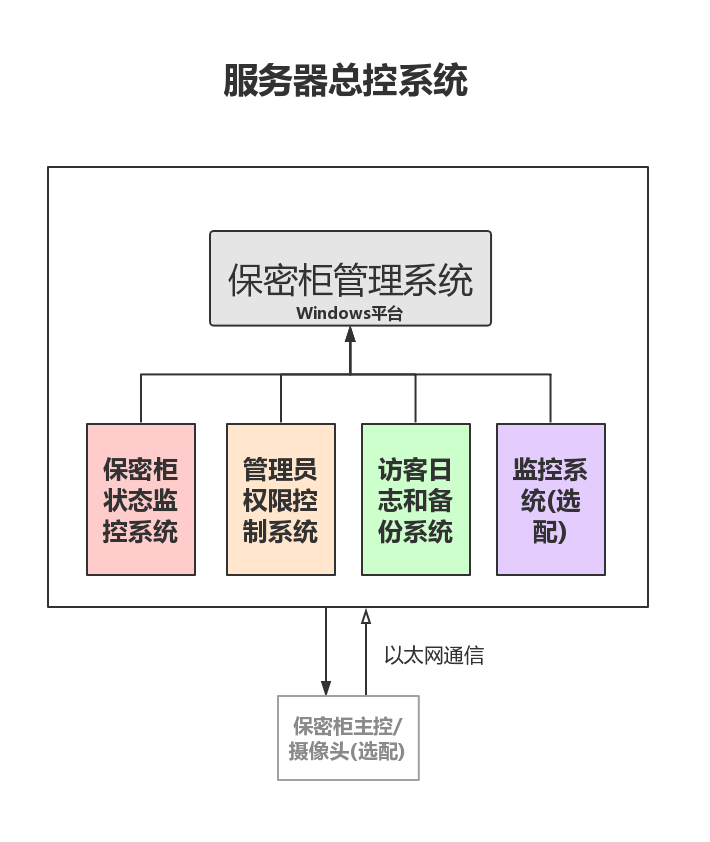 服务器总控系统
保密柜管理系统
Windows平台
保密柜
状态监
控系统
管理员
权限控
制系统
访客日
志和备
份系统
监控系
统(选
配)
以太网通信
保密柜主控/
摄像头(选配)